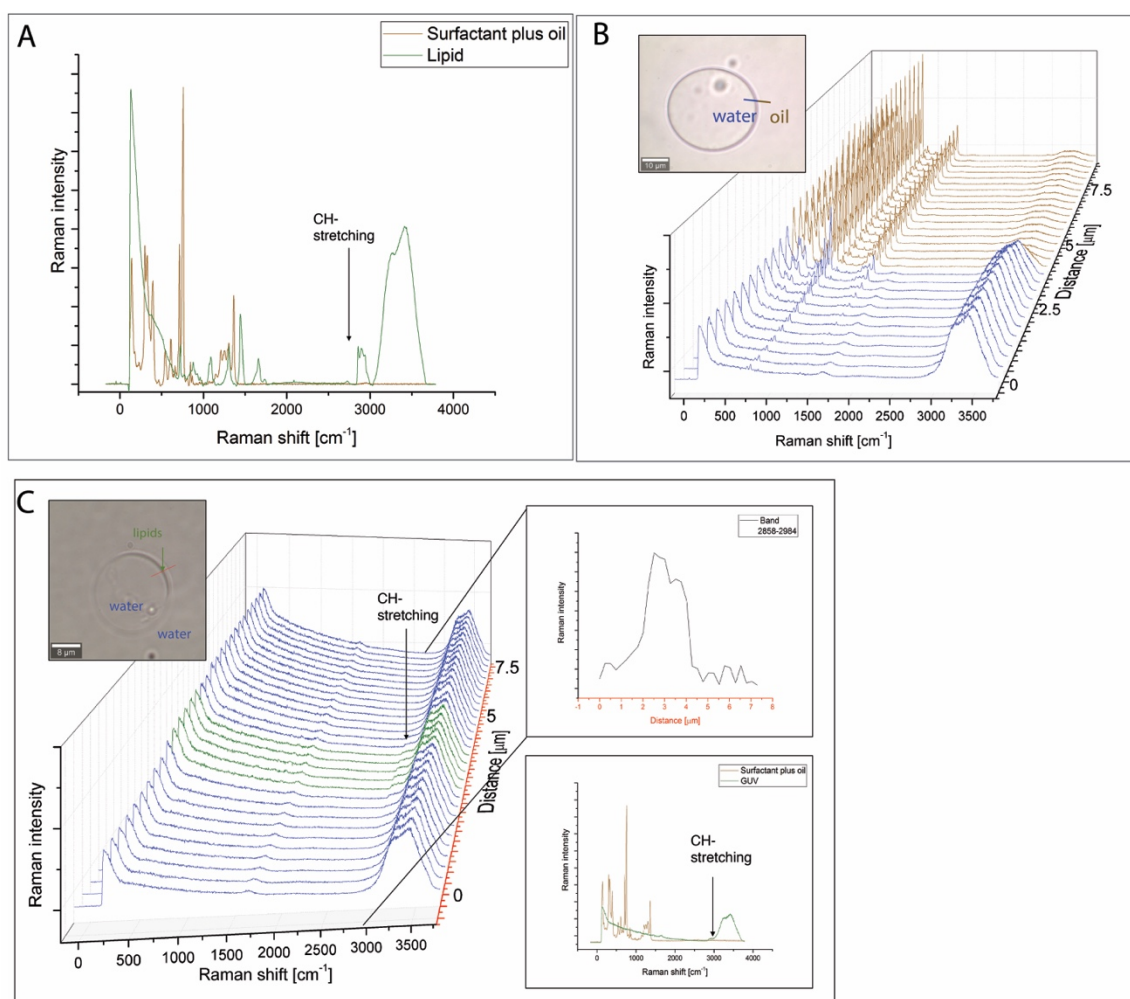 A
Surfactant plus oil
Lipid
CH-
stretching
Raman intensity
0
1000
2000
3000
4000
Raman shift [cm⁻¹]
B
water
oil
10 µm
Raman intensity
0
500
1000
1500
2000
2500
3000
3500
Raman shift [cm⁻¹]
0
2.5
5
7.5
Distance [µm]
C
lipids
water
water
8 µm
CH-
stretching
Raman intensity
0
500
1000
1500
2000
2500
3000
3500
Raman shift [cm⁻¹]
0
5
7.5
Distance [µm]
Band
2858-2984
Raman intensity
-1
0
1
2
3
4
5
6
7
8
Distance [µm]
Surfactant plus oil
GUV
CH-
stretching
Raman intensity
0
1000
2000
3000
4000
Raman shift [cm⁻¹]